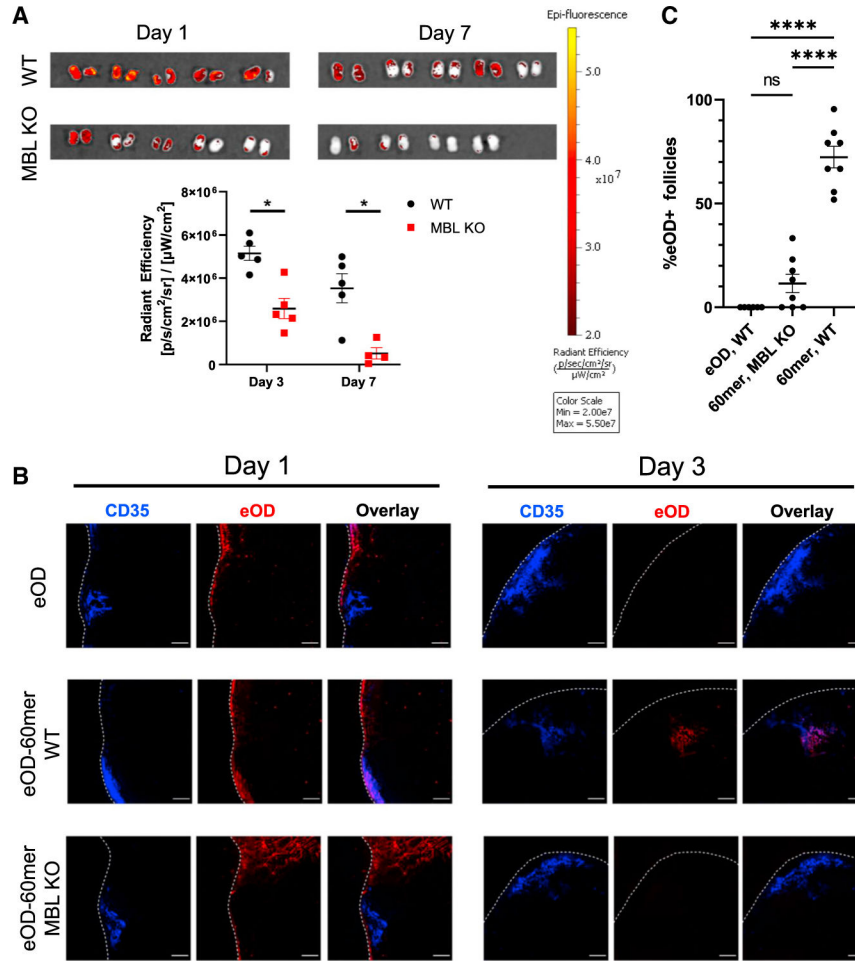 A
Day 1
Day 7
WT
MBL KO
Radiant Efficiency
[p/s/cm²/sr] / [µW/cm²]
8×10⁶
6×10⁶
4×10⁶
2×10⁶
0
*
*
Day 3
Day 7
WT
MBL KO
Epi-fluorescence
5.0
4.0
x10⁷
3.0
2.0
Radiant Efficiency
(p/sec/cm²/sr
µW/cm²)
Color Scale
Min = 2.00e7
Max = 5.50e7
C
****
****
ns
%eOD+ follicles
100
50
0
eOD, WT
60mer, MBL KO
60mer, WT
B
Day 1
Day 3
CD35
eOD
Overlay
CD35
eOD
Overlay
eOD
eOD-60mer
WT
eOD-60mer
MBL KO